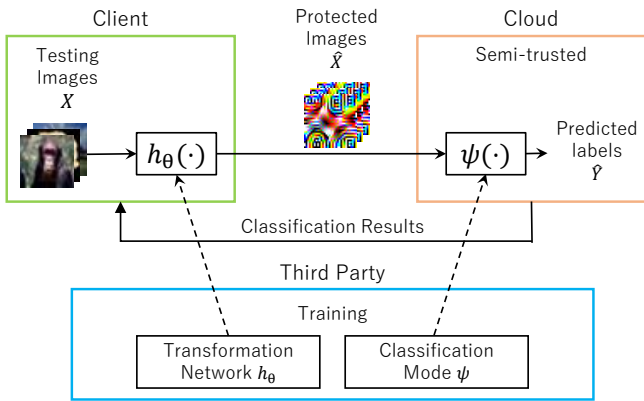 Client
Protected
Images
X̂
Cloud
Testing
Images
X
Semi-trusted
h_θ(·)
ψ(·)
Predicted
labels
Ŷ
Classification Results
Third Party
Training
Transformation
Network h_θ
Classification
Mode ψ